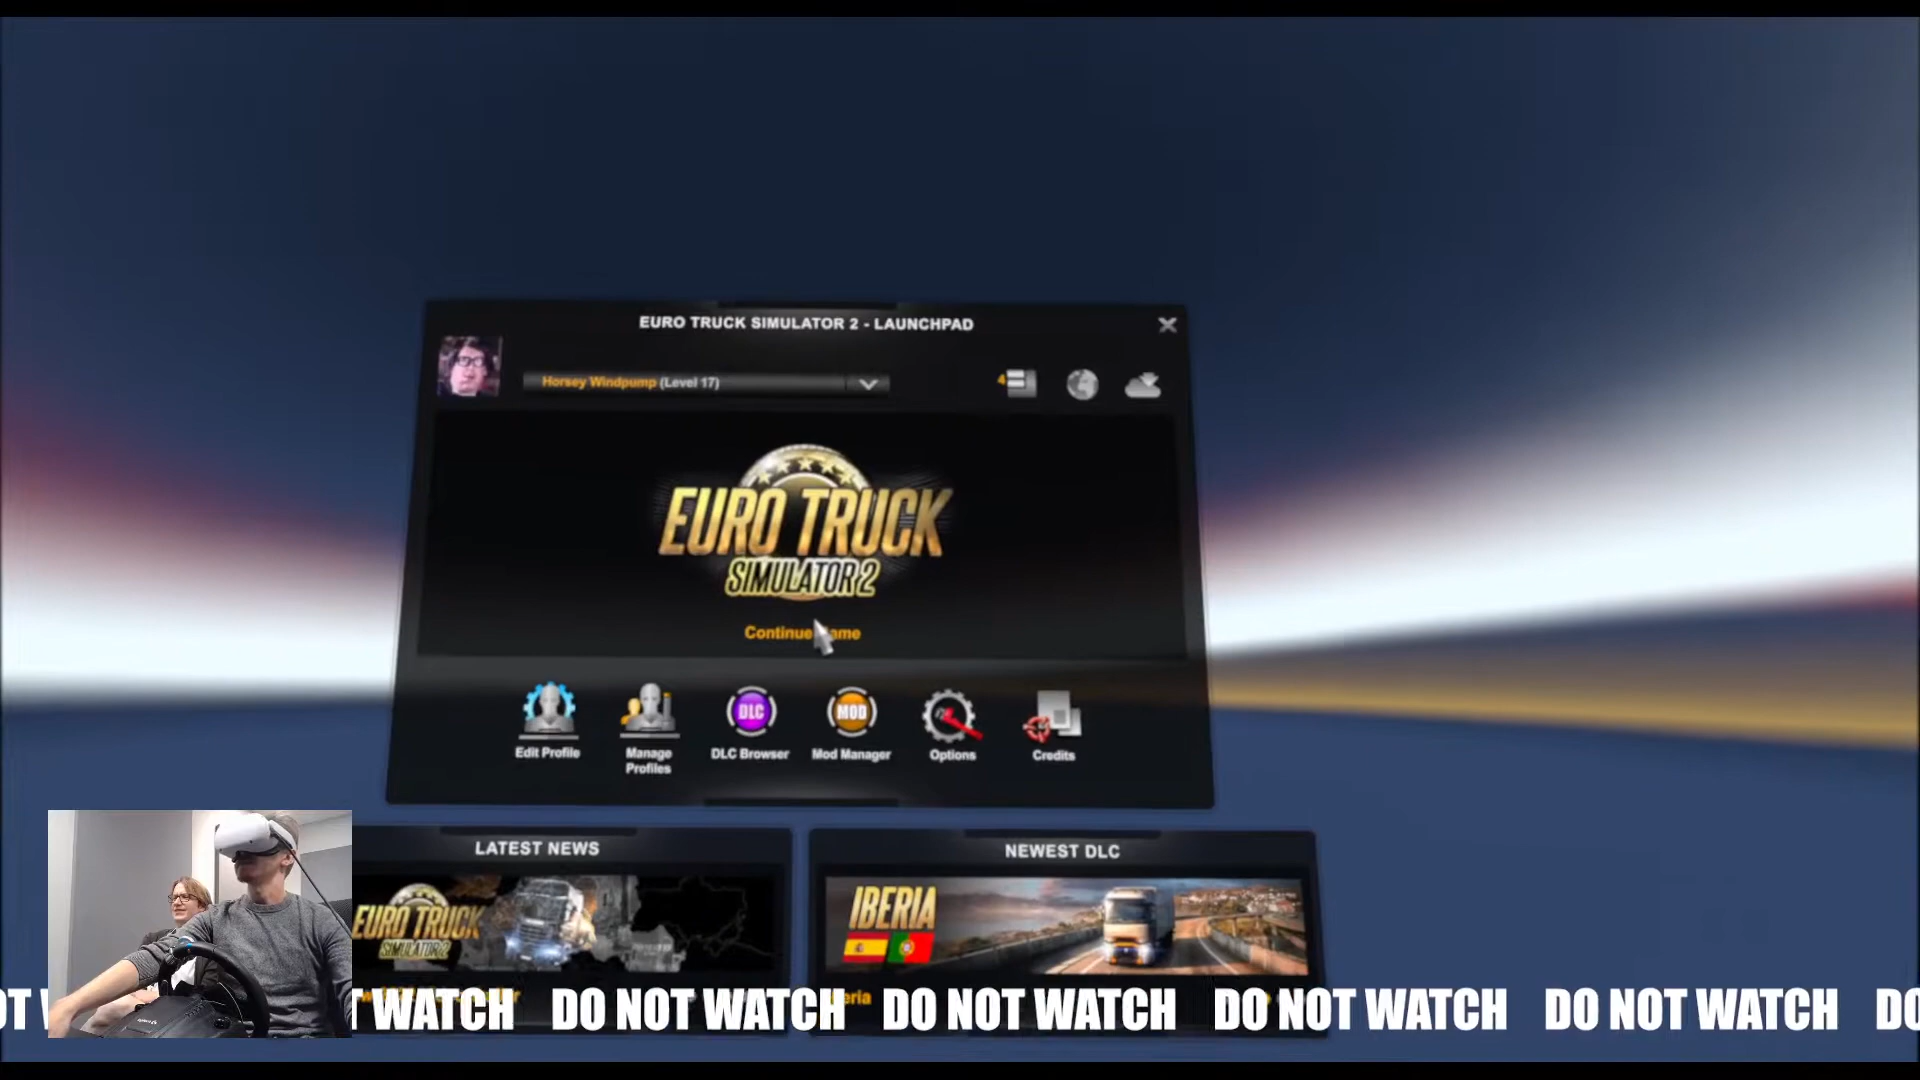 EURO TRUCK SIMULATOR 2 - LAUNCHPAD
Horsey Windpump (Level 17)
4
EURO TRUCK
SIMULATOR 2
Continue Game
Edit Profile
Manage
Profiles
DLC
DLC Browser
MOD
Mod Manager
Options
Credits
LATEST NEWS
NEWEST DLC
EURO TRUCK
SIMULATOR 2
IBERIA
DO NOT WATCH DO NOT WATCH DO NOT WATCH DO NOT WATCH